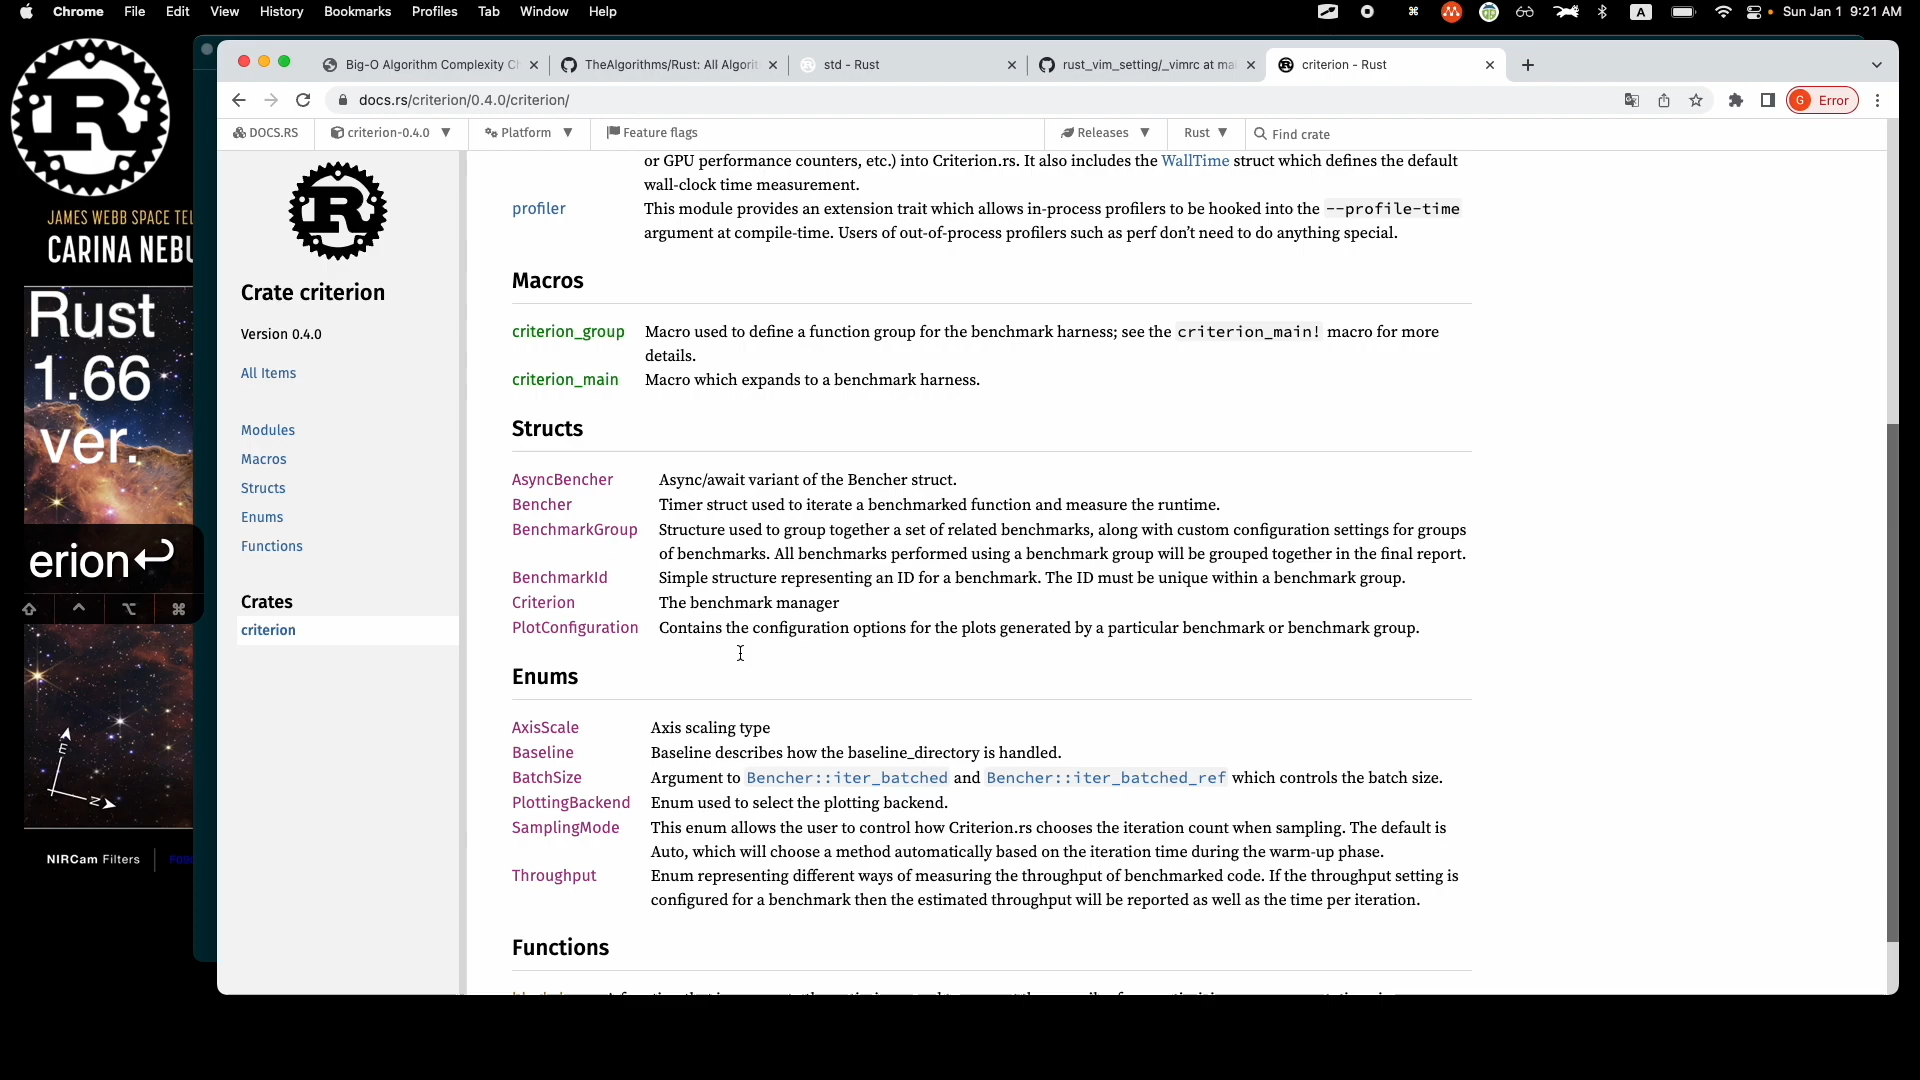 Chrome File Edit View History Bookmarks Profiles Tab Window Help
A Sun Jan 1 9:21 AM
JAMES WEBB SPACE TEL
CARINA NEBU
Rust
1.66
ver.
erion
E
N
NIRCam Filters
Big-O Algorithm Complexity Ch
TheAlgorithms/Rust: All Algorit
std - Rust
rust_vim_setting/_vimrc at ma
criterion - Rust
docs.rs/criterion/0.4.0/criterion/
G Error
DOCS.RS criterion-0.4.0 Platform Feature flags Releases Rust Find crate
Crate criterion
Version 0.4.0
All Items
Modules
Macros
Structs
Enums
Functions
Crates
criterion
or GPU performance counters, etc.) into Criterion.rs. It also includes the WallTime struct which defines the default
wall-clock time measurement.
profiler This module provides an extension trait which allows in-process profilers to be hooked into the --profile-time
argument at compile-time. Users of out-of-process profilers such as perf don't need to do anything special.
Macros
criterion_group Macro used to define a function group for the benchmark harness; see the criterion_main! macro for more
details.
criterion_main Macro which expands to a benchmark harness.
Structs
AsyncBencher Async/await variant of the Bencher struct.
Bencher Timer struct used to iterate a benchmarked function and measure the runtime.
BenchmarkGroup Structure used to group together a set of related benchmarks, along with custom configuration settings for groups
of benchmarks. All benchmarks performed using a benchmark group will be grouped together in the final report.
BenchmarkId Simple structure representing an ID for a benchmark. The ID must be unique within a benchmark group.
Criterion The benchmark manager
PlotConfiguration Contains the configuration options for the plots generated by a particular benchmark or benchmark group.
Enums
AxisScale Axis scaling type
Baseline Baseline describes how the baseline_directory is handled.
BatchSize Argument to Bencher::iter_batched and Bencher::iter_batched_ref which controls the batch size.
PlottingBackend Enum used to select the plotting backend.
SamplingMode This enum allows the user to control how Criterion.rs chooses the iteration count when sampling. The default is
Auto, which will choose a method automatically based on the iteration time during the warm-up phase.
Throughput Enum representing different ways of measuring the throughput of benchmarked code. If the throughput setting is
configured for a benchmark then the estimated throughput will be reported as well as the time per iteration.
Functions